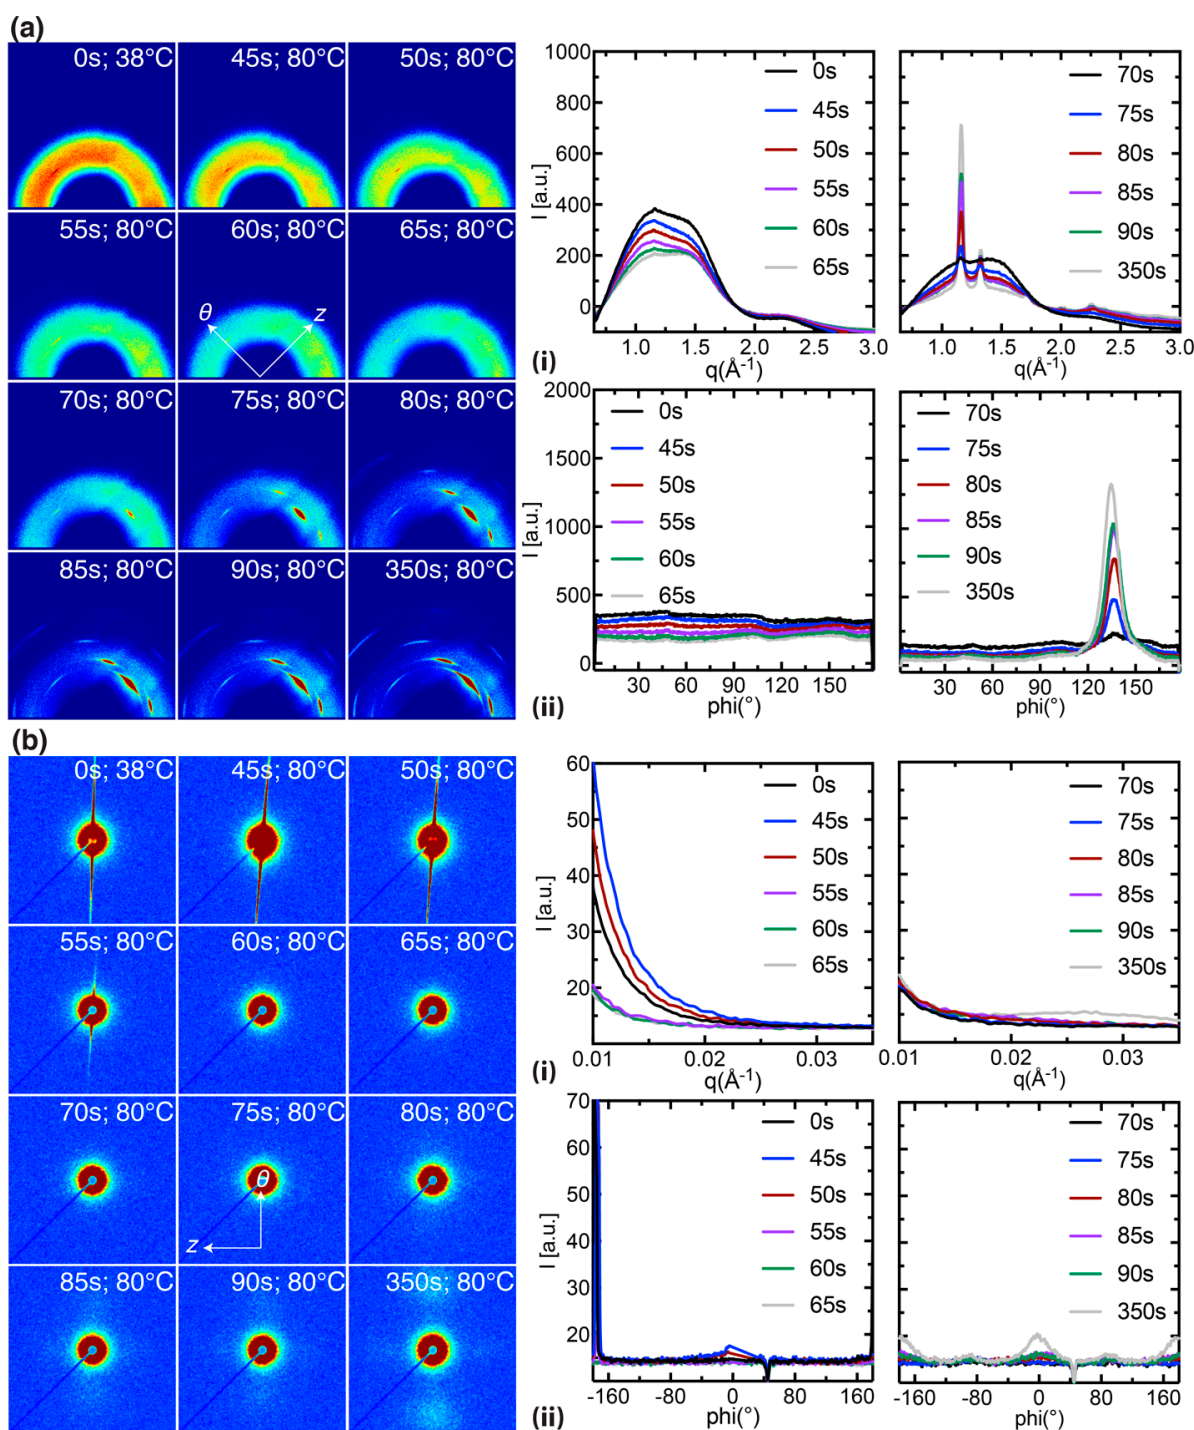 (a)
0s; 38°C 45s; 80°C 50s; 80°C
55s; 80°C 60s; 80°C 65s; 80°C
θ z
70s; 80°C 75s; 80°C 80s; 80°C
85s; 80°C 90s; 80°C 350s; 80°C
1000
800
600
400
200
0
I [a.u.]
0s
45s
50s
55s
60s
65s
1.0 1.5 2.0 2.5 3.0
q(Å-1)
(i)
70s
75s
80s
85s
90s
350s
1.0 1.5 2.0 2.5 3.0
q(Å-1)
2000
1500
1000
500
0
I [a.u.]
0s
45s
50s
55s
60s
65s
30 60 90 120 150
phi(°)
(ii)
70s
75s
80s
85s
90s
350s
30 60 90 120 150
phi(°)
(b)
0s; 38°C 45s; 80°C 50s; 80°C
55s; 80°C 60s; 80°C 65s; 80°C
70s; 80°C 75s; 80°C 80s; 80°C
θ
z
85s; 80°C 90s; 80°C 350s; 80°C
60
50
40
30
20
I [a.u.]
0s
45s
50s
55s
60s
65s
0.01 0.02 0.03
q(Å-1)
(i)
70s
75s
80s
85s
90s
350s
0.01 0.02 0.03
q(Å-1)
70
60
50
40
30
20
I [a.u.]
0s
45s
50s
55s
60s
65s
-160 -80 0 80 160
phi(°)
(ii)
70s
75s
80s
85s
90s
350s
-160 -80 0 80 160
phi(°)